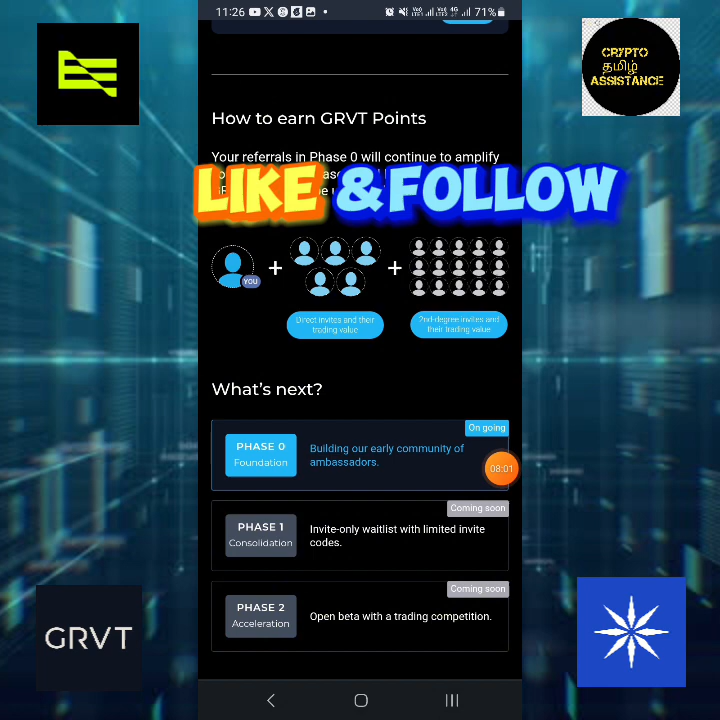 11:26
71%
CRYPTO
தமிழ்
ASSISTANCE
How to earn GRVT Points
Your referrals in Phase 0 will continue to amplify
LIKE &FOLLOW
YOU
Direct invites and their
trading value
2nd-degree invites and
their trading value
What's next?
On going
PHASE 0
Foundation
Building our early community of
ambassadors.
08:01
Coming soon
PHASE 1
Consolidation
Invite-only waitlist with limited invite
codes.
Coming soon
PHASE 2
Acceleration
Open beta with a trading competition.
GRVT